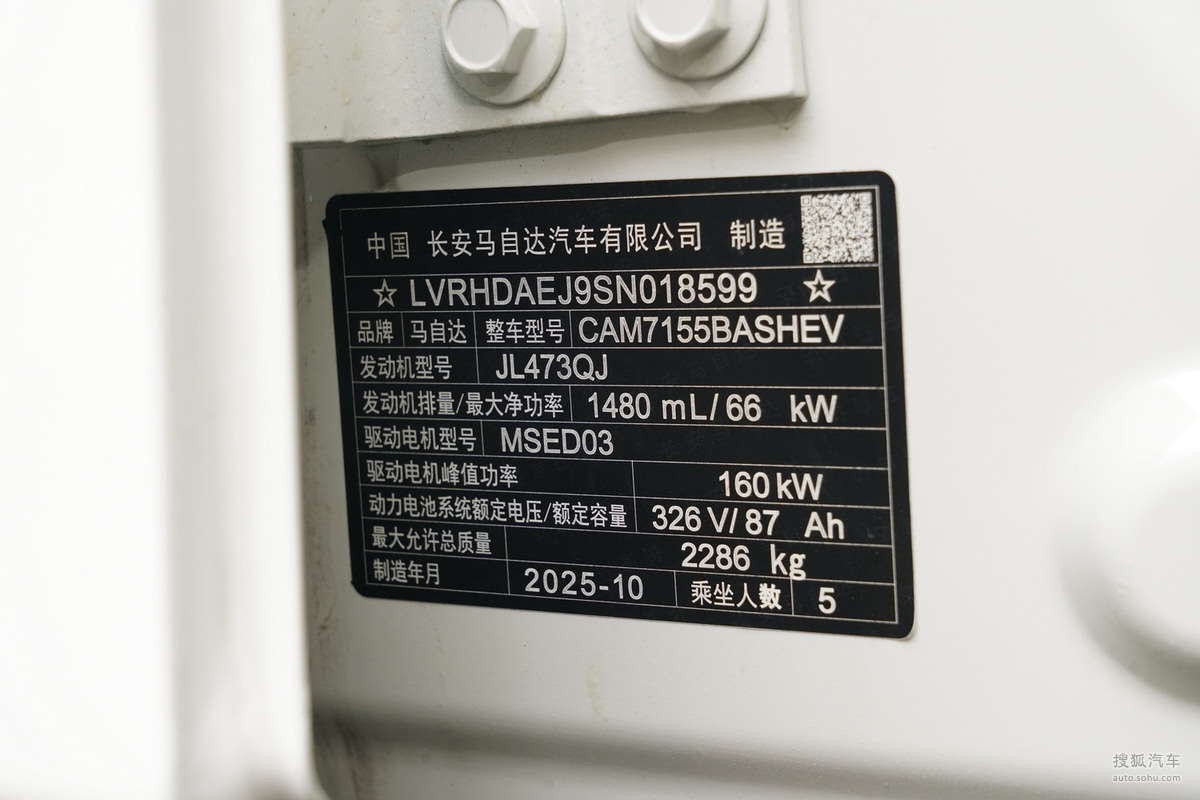 中国 长安马自达汽车有限公司 制造
☆ LVRHDAEJ9SN018599 ☆
品牌 马自达 整车型号 CAM7155BASHEV
发动机型号 JL473QJ
发动机排量/最大净功率 1480 mL/66 kW
驱动电机型号 MSED03
驱动电机峰值功率 160kW
动力电池系统额定电压/额定容量 326V/87 Ah
最大允许总质量 2286 kg
制造年月 2025-10 乘坐人数 5
搜狐汽车
auto.sohu.com